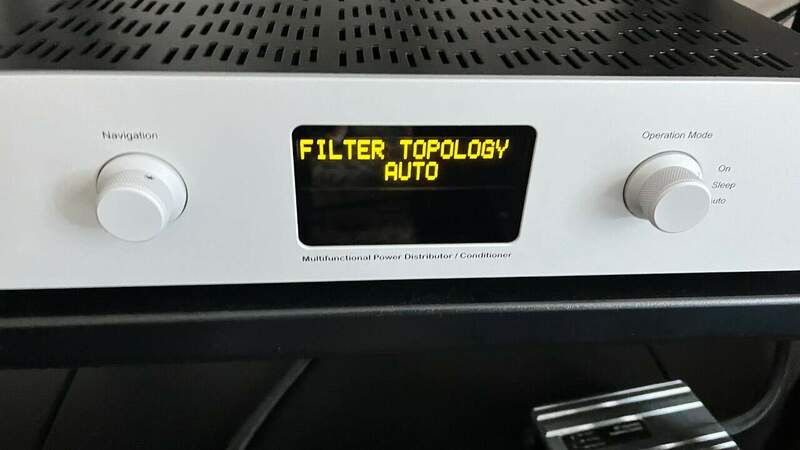 Navigation
FILTER TOPOLOGY
AUTO
Multifunctional Power Distributor / Conditioner
Operation Mode
On
Sleep
uto